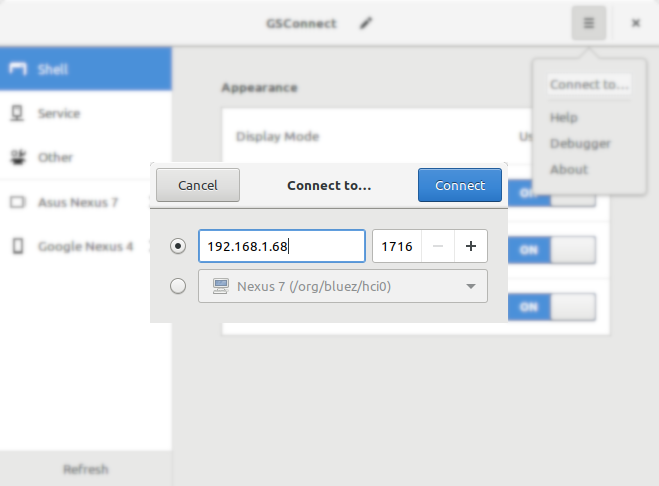 GSConnect
Shell
Service
Other
Asus Nexus 7
Google Nexus 4
Refresh
Appearance
Display Mode
Connect to...
Help
Debugger
About
ON
ON
ON
Cancel
Connect to...
Connect
192.168.1.68
1716
Nexus 7 (/org/bluez/hci0)